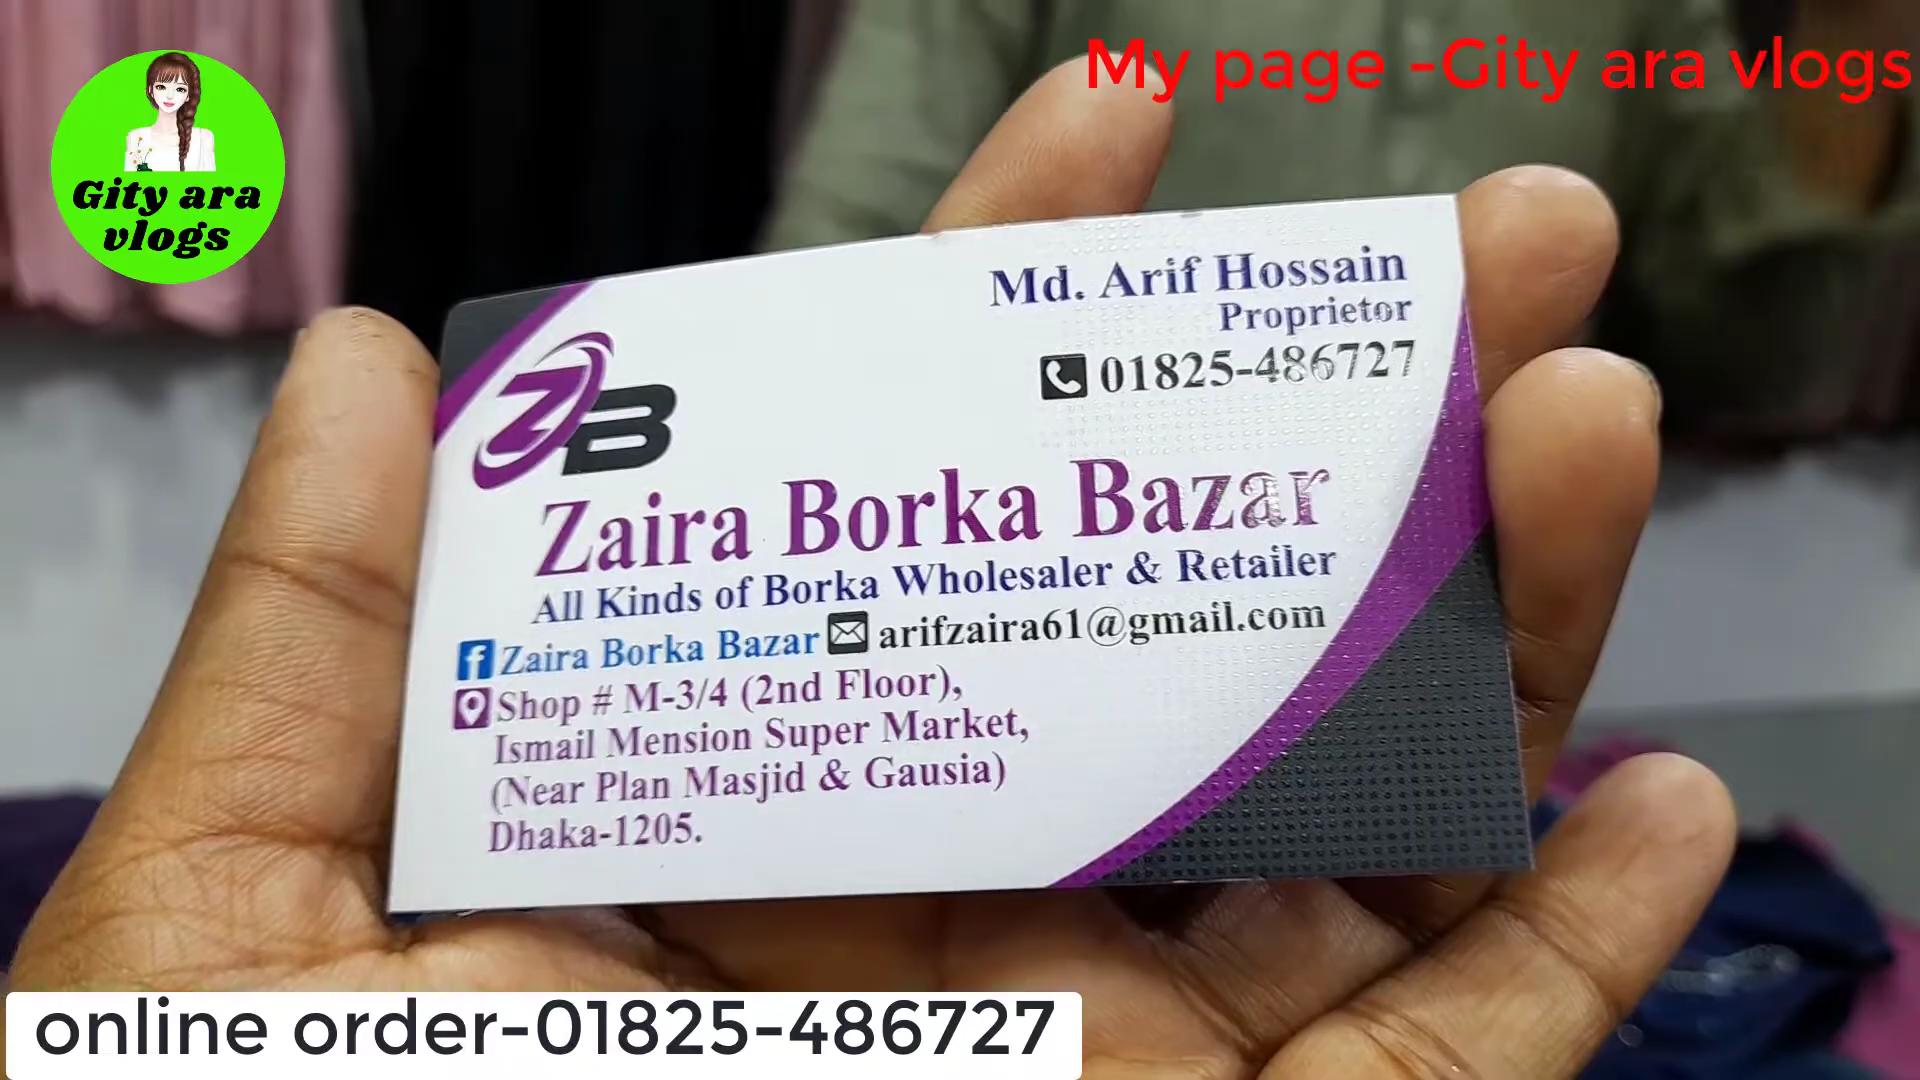 My page -Gity ara vlogs
Gity ara
vlogs
Md. Arif Hossain
Proprietor
01825-486727
ZB
Zaira Borka Bazar
All Kinds of Borka Wholesaler & Retailer
Zaira Borka Bazar arifzaira61@gmail.com
Shop # M-3/4 (2nd Floor),
Ismail Mension Super Market,
(Near Plan Masjid & Gausia)
Dhaka-1205.
online order-01825-486727